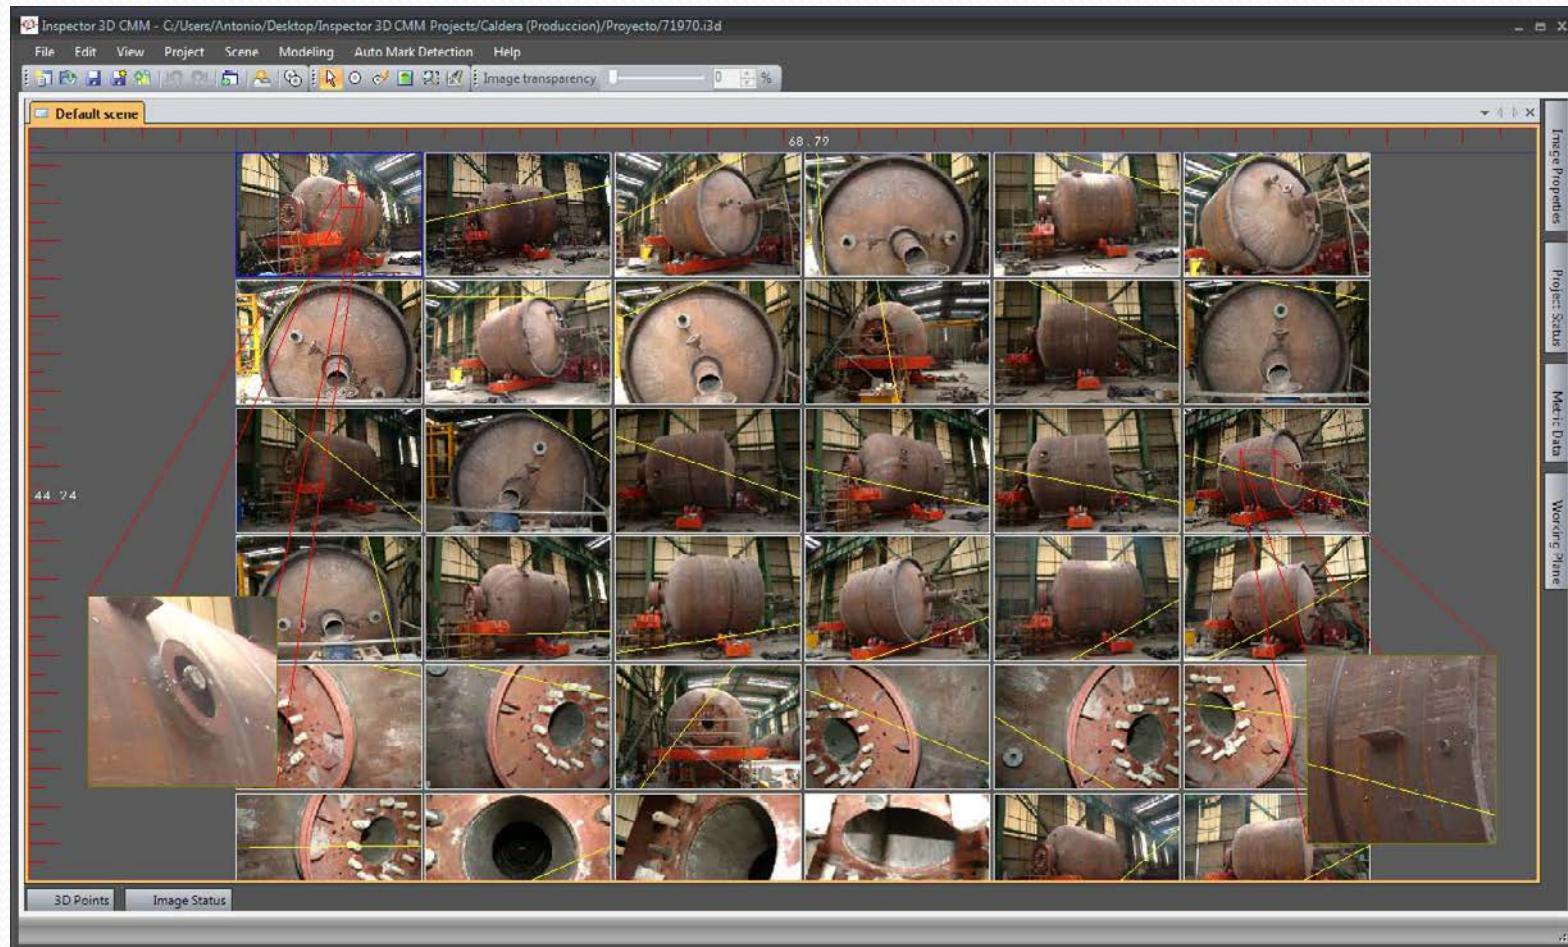 Inspector 3D CMM - C:/Users/Antonio/Desktop/Inspector 3D CMM Projects/Caldera (Produccion)/Proyecto/71970.i3d
File Edit View Project Scene Modeling Auto Mark Detection Help
Image transparency 0 %
Default scene
68.79
44.24
Image Properties
Project Status
Metric Data
Working Plane
3D Points Image Status